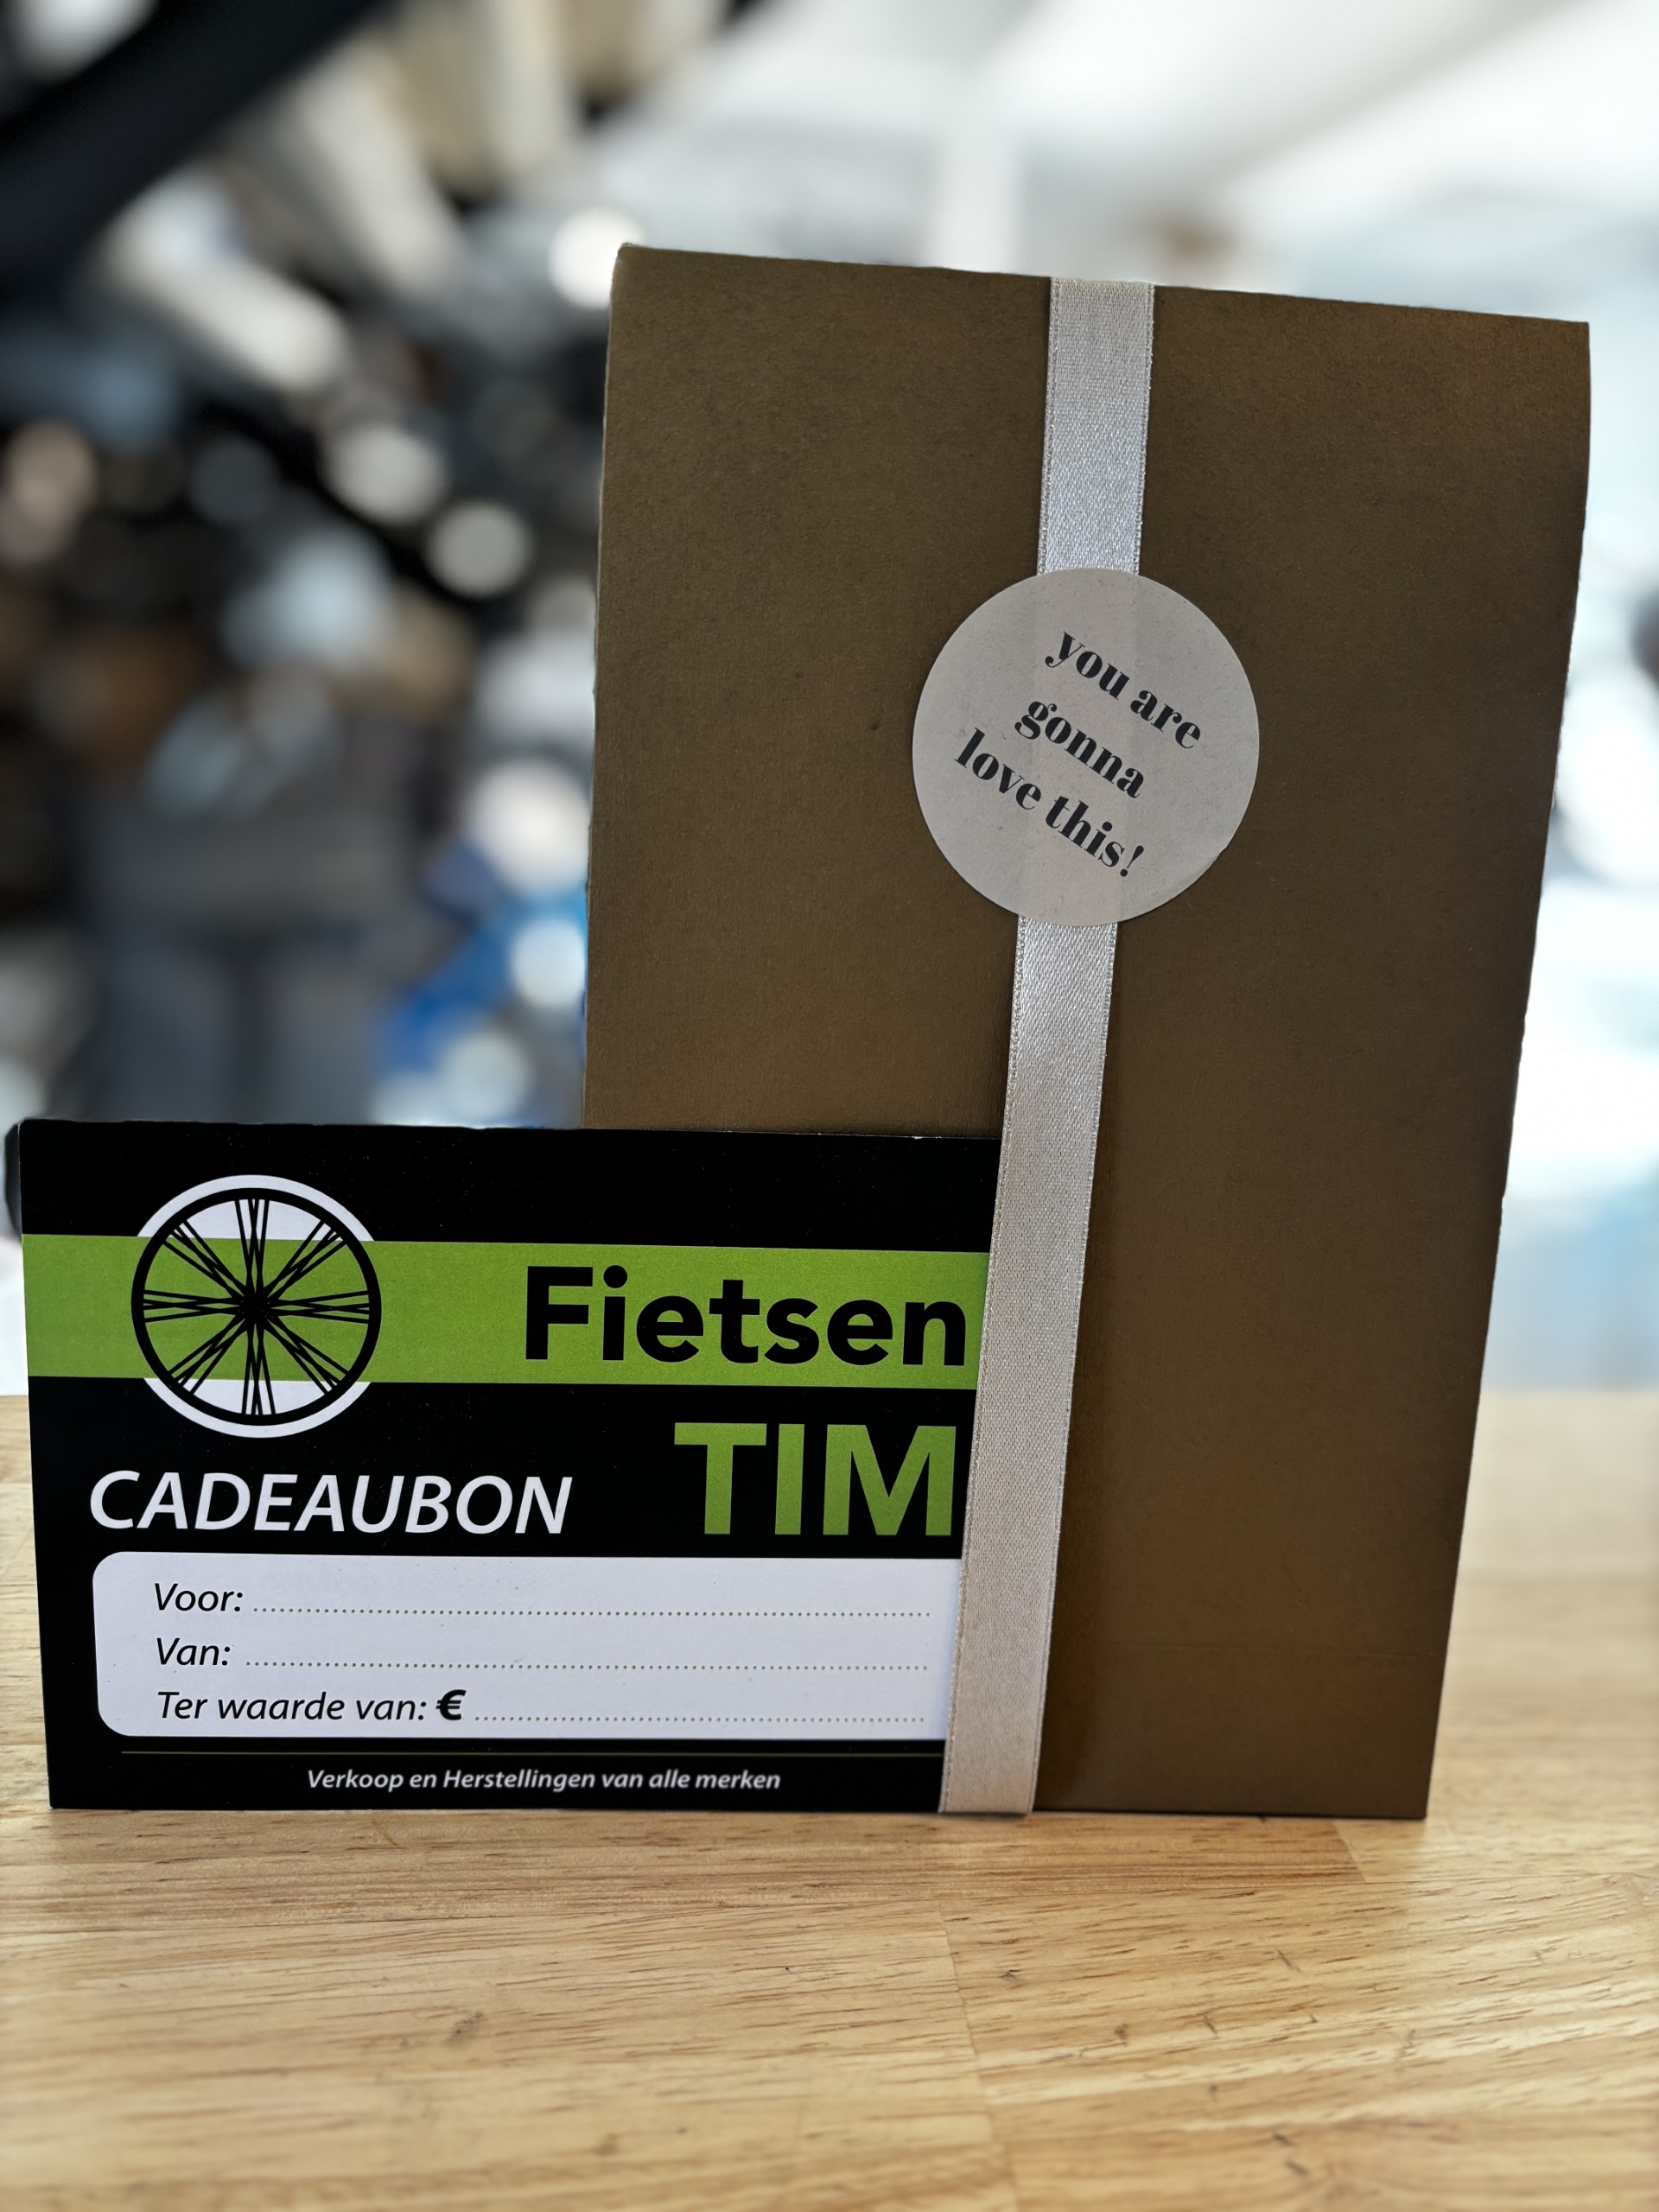 you are
gonna
love this!
Fietsen
TIM
CADEAUBON
Voor:
Van:
Ter waarde van: €
Verkoop en Herstellingen van alle merken